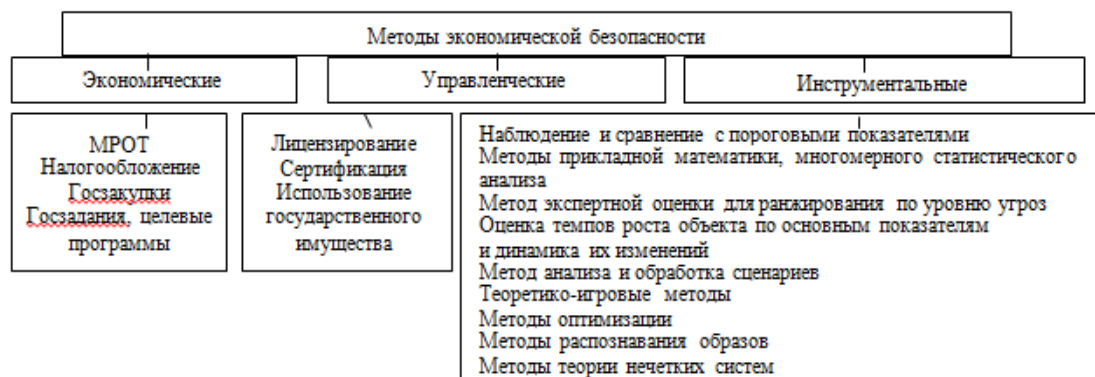 Методы экономической безопасности
Экономические
Управленческие
Инструментальные
МРОТ
Налогообложение
Госзакупки
Госзадания, целевые
программы
Лицензирование
Сертификация
Использование
государственного
имущества
Наблюдение и сравнение с пороговыми показателями
Методы прикладной математики, многомерного статистического
анализа
Метод экспертной оценки для ранжирования по уровню угроз
Оценка темпов роста объекта по основным показателям
и динамика их изменений
Метод анализа и обработка сценариев
Теоретико-игровые методы
Методы оптимизации
Методы распознавания образов
Методы теории нечетких систем